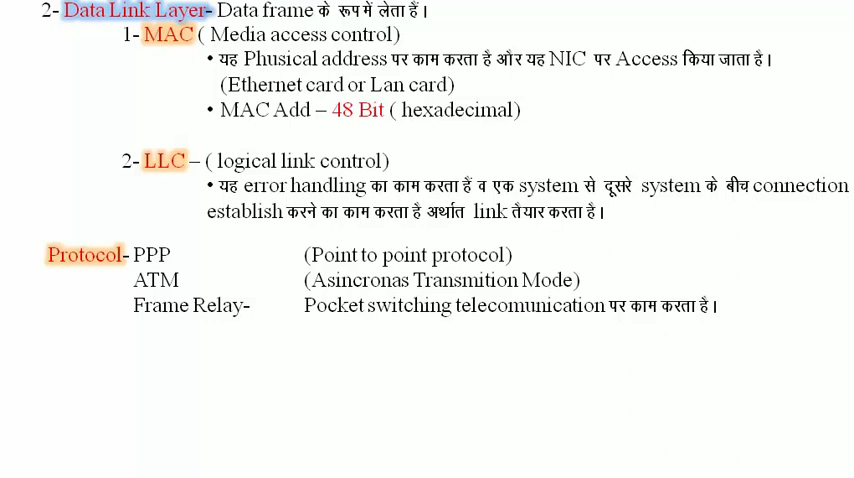 2- Data Link Layer- Data frame के रूप में लेता हैं।
1- MAC ( Media access control)
• यह Phusical address पर काम करता है और यह NIC पर Access किया जाता है।
(Ethernet card or Lan card)
• MAC Add – 48 Bit ( hexadecimal)
2- LLC – ( logical link control)
• यह error handling का काम करता हैं व एक system से दूसरे system के बीच connection
establish करने का काम करता है अर्थात link तैयार करता है।
Protocol- PPP (Point to point protocol)
ATM (Asincronas Transmition Mode)
Frame Relay- Pocket switching telecomunication पर काम करता है।